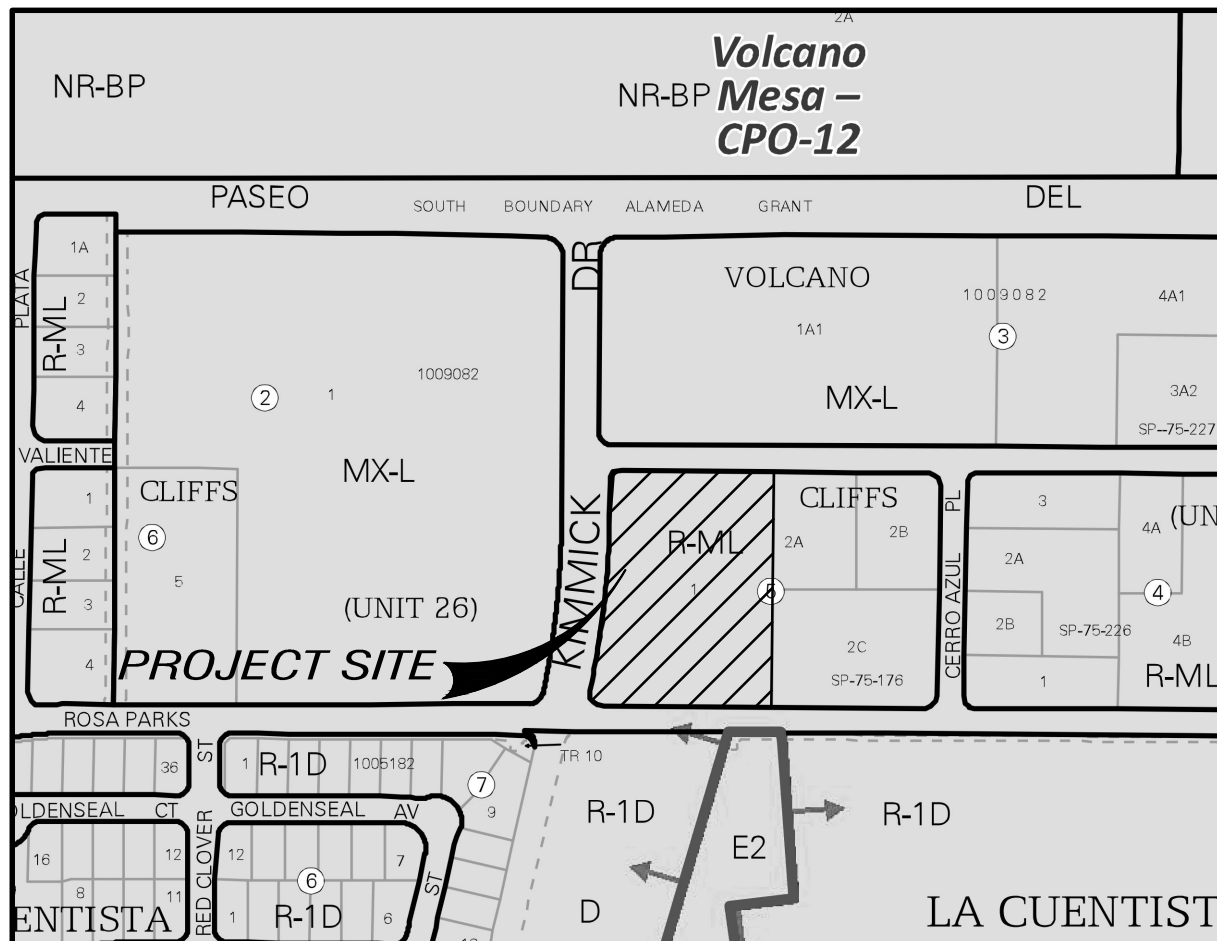 2A
NR-BP
NR-BP
Volcano
Mesa –
CPO-12
PASEO
SOUTH BOUNDARY ALAMEDA GRANT
DEL
DR
KIMMICK
PLATA
1A
2
3
4
R-ML
VOLCANO
1009082
4A1
1A1
3
MX-L
3A2
SP--75-227
1009082
2
1
MX-L
VALIENTE
CALLE
1
2
3
4
R-ML
CLIFFS
6
5
(UNIT 26)
PROJECT SITE
R-ML
1
5
CLIFFS
2A
2B
2C
SP-75-176
CERRO AZUL PL
3
2A
2B
1
4A
(UN
4
SP-75-226
4B
R-ML
ROSA PARKS
ST
36
1
R-1D
1005182
7
9
TR 10
R-1D
R-1D
E2
D
OLDENSEAL CT
GOLDENSEAL AV
RED CLOVER
ST
16
12
8
11
ENTISTA
12
7
6
1
R-1D
6
LA CUENTIST